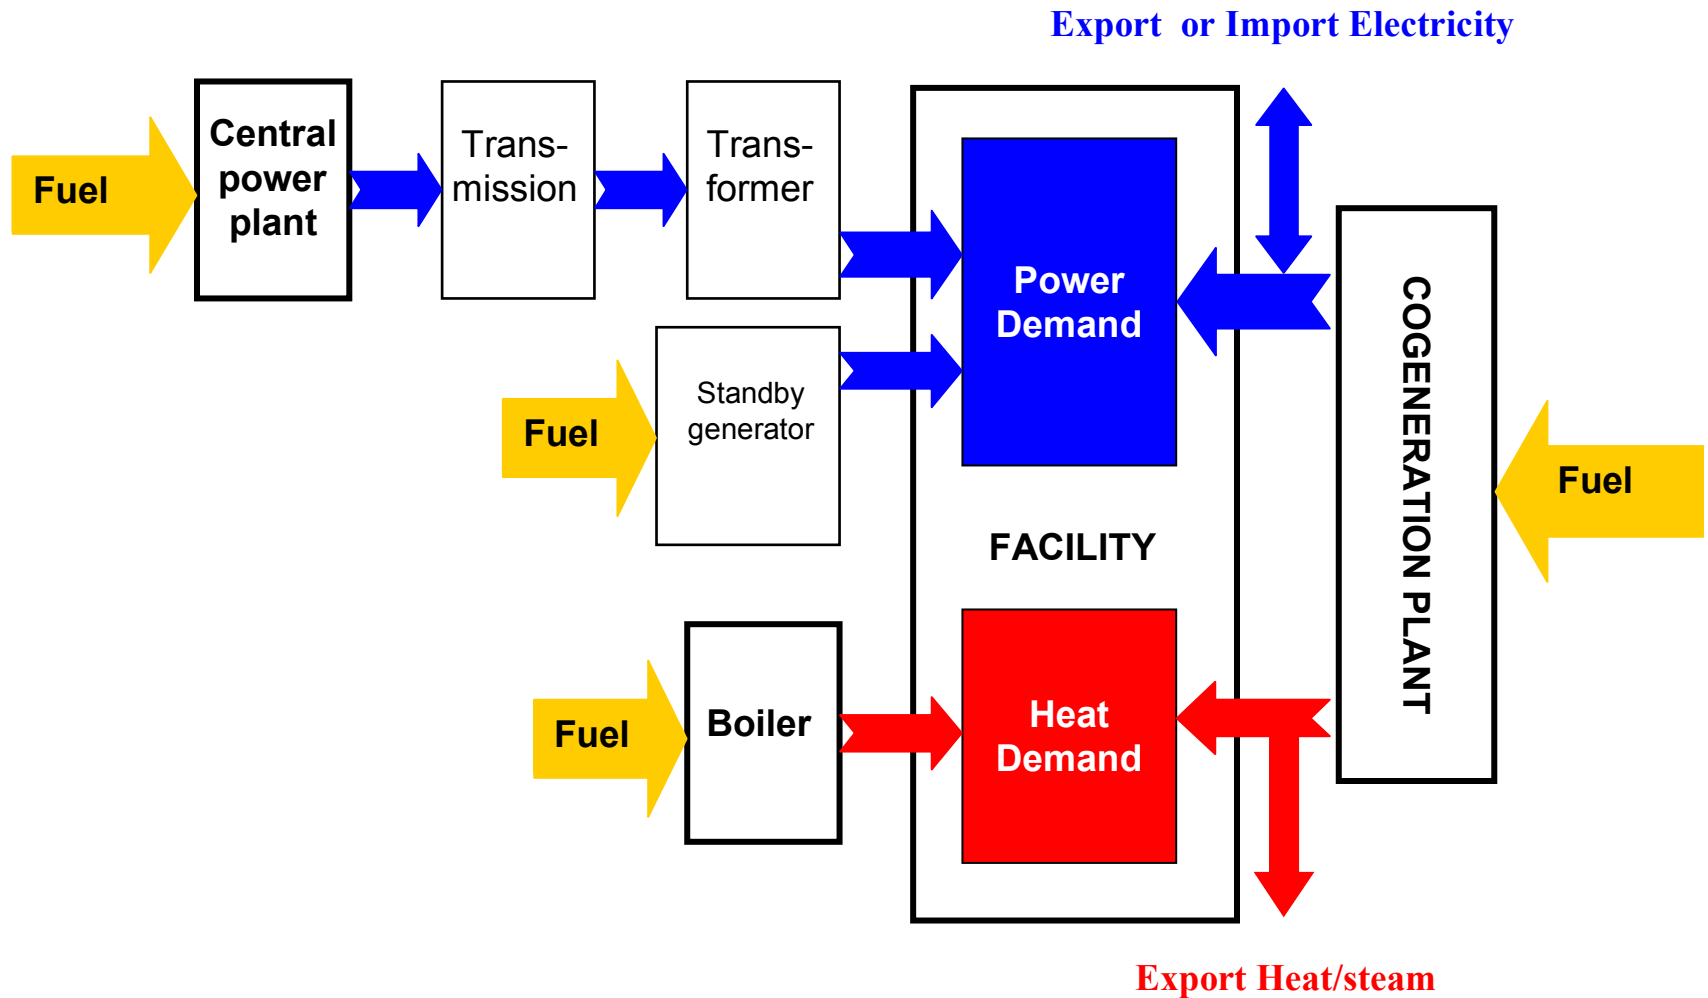 Export or Import Electricity
Fuel
Central
power
plant
Trans-
mission
Trans-
former
Power
Demand
Standby
generator
Fuel
FACILITY
COGENERATION PLANT
Fuel
Boiler
Fuel
Heat
Demand
Export Heat/steam